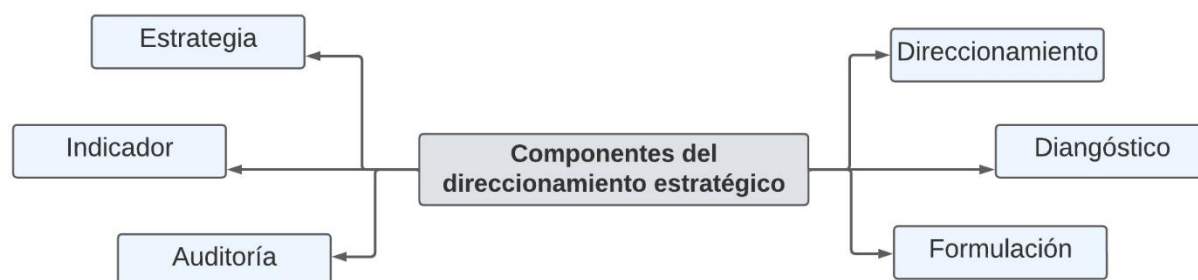 Estrategia
Direccionamiento
Indicador
Componentes del
direccionamiento estratégico
Diangóstico
Auditoría
Formulación